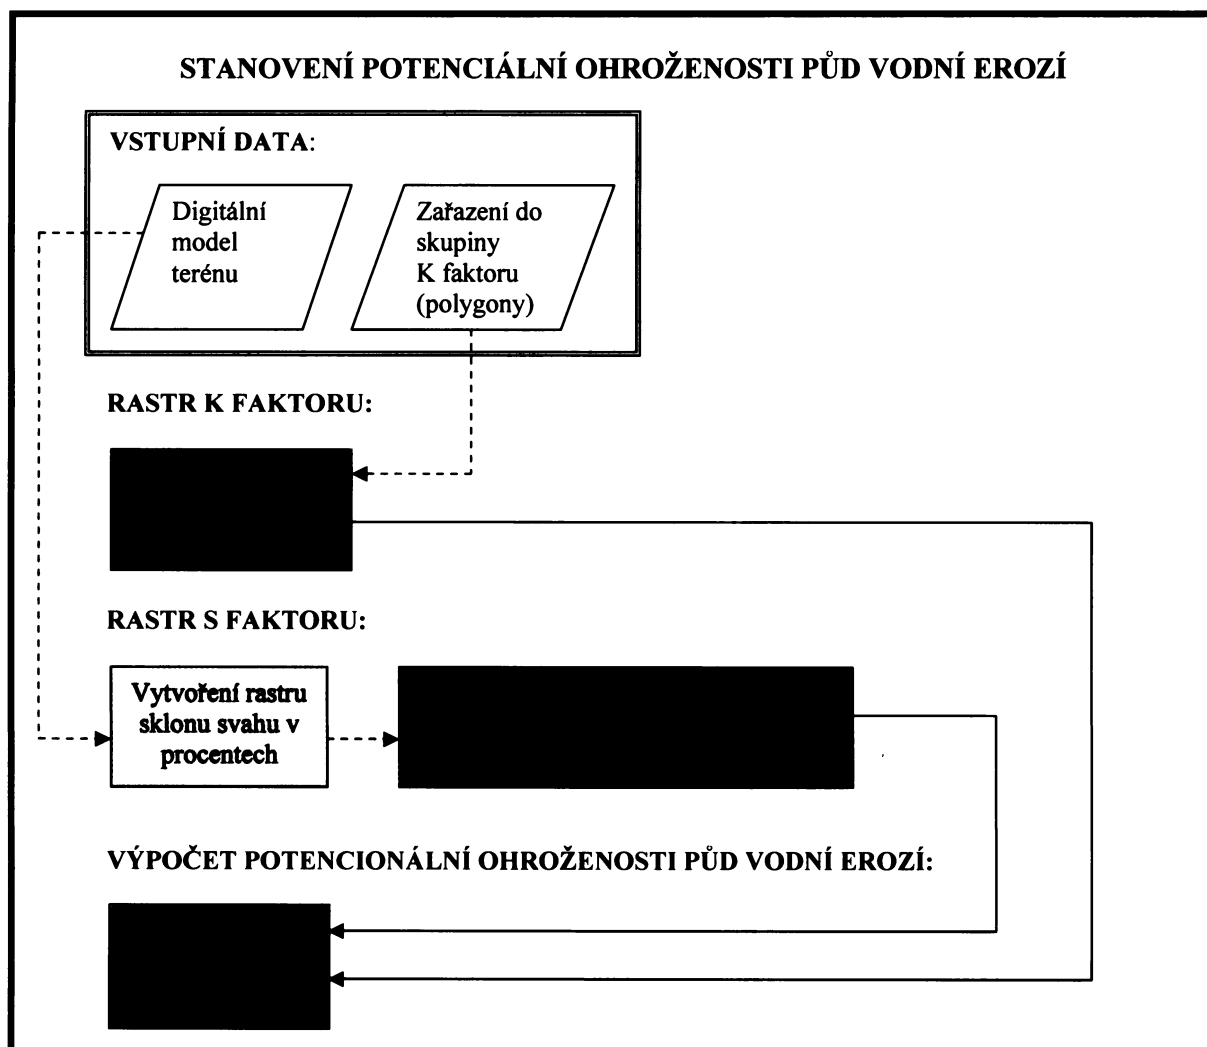 STANOVENÍ POTENCIÁLNÍ OHROŽENOSTI PŮD VODNÍ EROZÍ
VSTUPNÍ DATA:
Digitální
model
terénu
Zařazení do
skupiny
K faktoru
(polygony)
RASTR K FAKTORU:
RASTR S FAKTORU:
Vytvoření rastru
sklonu svahu v
procentech
VÝPOČET POTENCIONÁLNÍ OHROŽENOSTI PŮD VODNÍ EROZÍ: